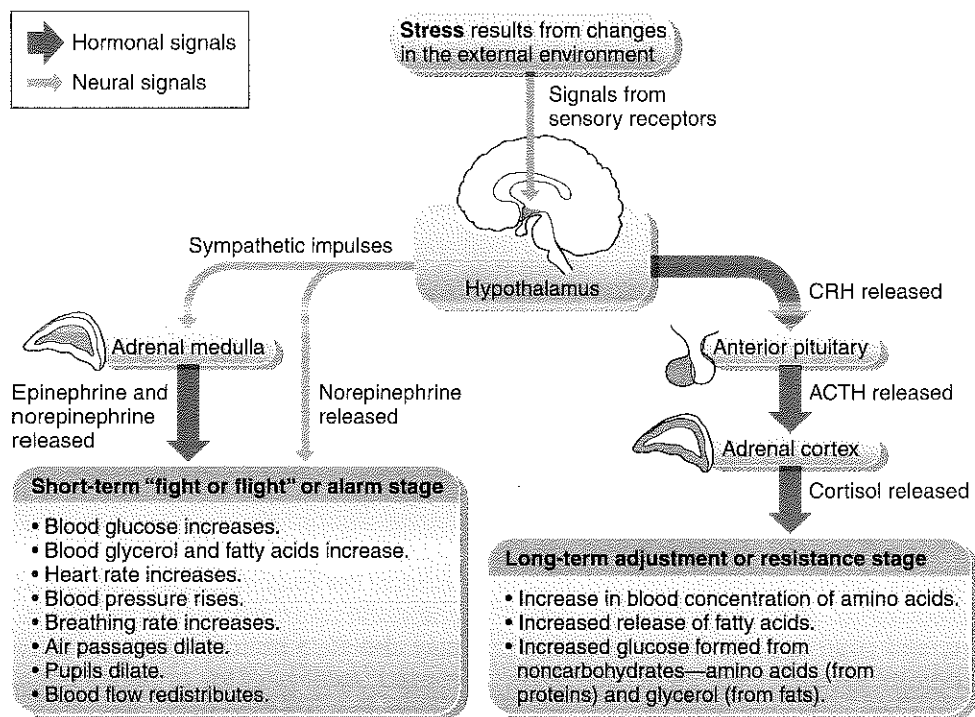 Hormonal signals
Neural signals
Stress results from changes
in the external environment
Signals from
sensory receptors
Hypothalamus
Sympathetic impulses
Adrenal medulla
Epinephrine and
norepinephrine
released
Norepinephrine
released
Short-term “fight or flight” or alarm stage
• Blood glucose increases.
• Blood glycerol and fatty acids increase.
• Heart rate increases.
• Blood pressure rises.
• Breathing rate increases.
• Air passages dilate.
• Pupils dilate.
• Blood flow redistributes.
CRH released
Anterior pituitary
ACTH released
Adrenal cortex
Cortisol released
Long-term adjustment or resistance stage
• Increase in blood concentration of amino acids.
• Increased release of fatty acids.
• Increased glucose formed from
noncarbohydrates—amino acids (from
proteins) and glycerol (from fats).